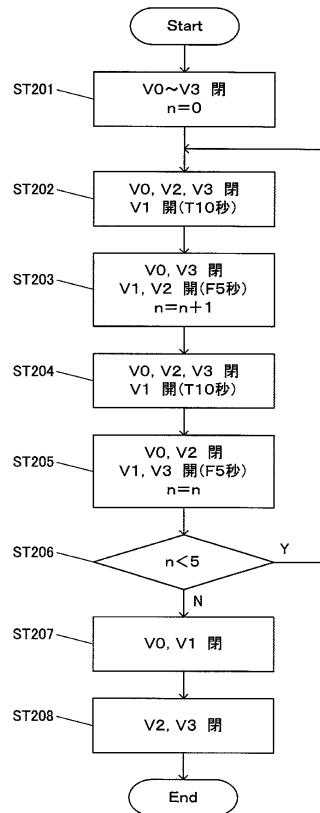 Start
ST201
V0~V3 閉
n=0
ST202
V0, V2, V3 閉
V1 開(T10秒)
ST203
V0, V3 閉
V1, V2 開(F5秒)
n=n+1
ST204
V0, V2, V3 閉
V1 開(T10秒)
ST205
V0, V2 閉
V1, V3 開(F5秒)
n=n
ST206
n<5
Y
N
ST207
V0, V1 閉
ST208
V2, V3 閉
End